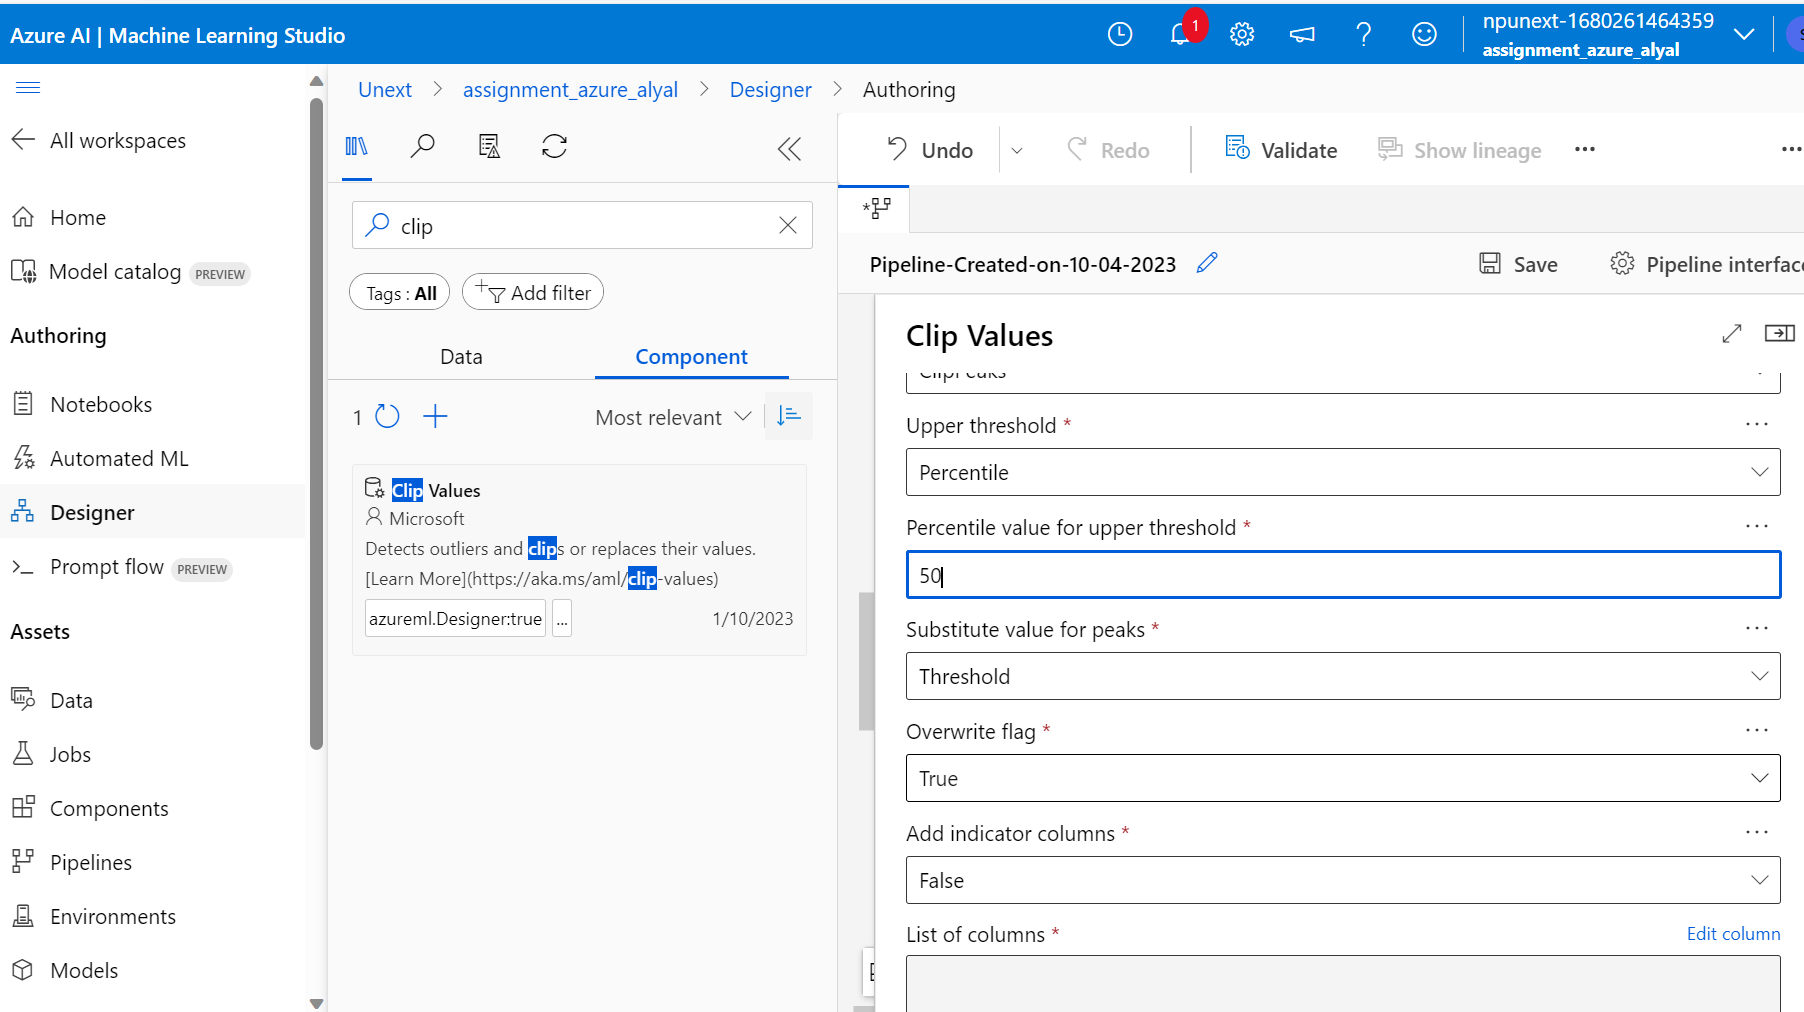 Azure AI | Machine Learning Studio
1
npunext-1680261464359
assignment_azure_alyal
All workspaces
Home
Model catalog PREVIEW
Authoring
Notebooks
Automated ML
Designer
Prompt flow PREVIEW
Assets
Data
Jobs
Components
Pipelines
Environments
Models
Unext > assignment_azure_alyal > Designer > Authoring
clip
Tags : All
Add filter
Data
Component
1
Most relevant
Clip Values
Microsoft
Detects outliers and clips or replaces their values.
[Learn More](https://aka.ms/aml/clip-values)
azureml.Designer:true
...
1/10/2023
Undo
Redo
Validate
Show lineage
Pipeline-Created-on-10-04-2023
Save
Pipeline interface
Clip Values
ClipPeaks
Upper threshold *
Percentile
Percentile value for upper threshold *
50
Substitute value for peaks *
Threshold
Overwrite flag *
True
Add indicator columns *
False
List of columns *
Edit column